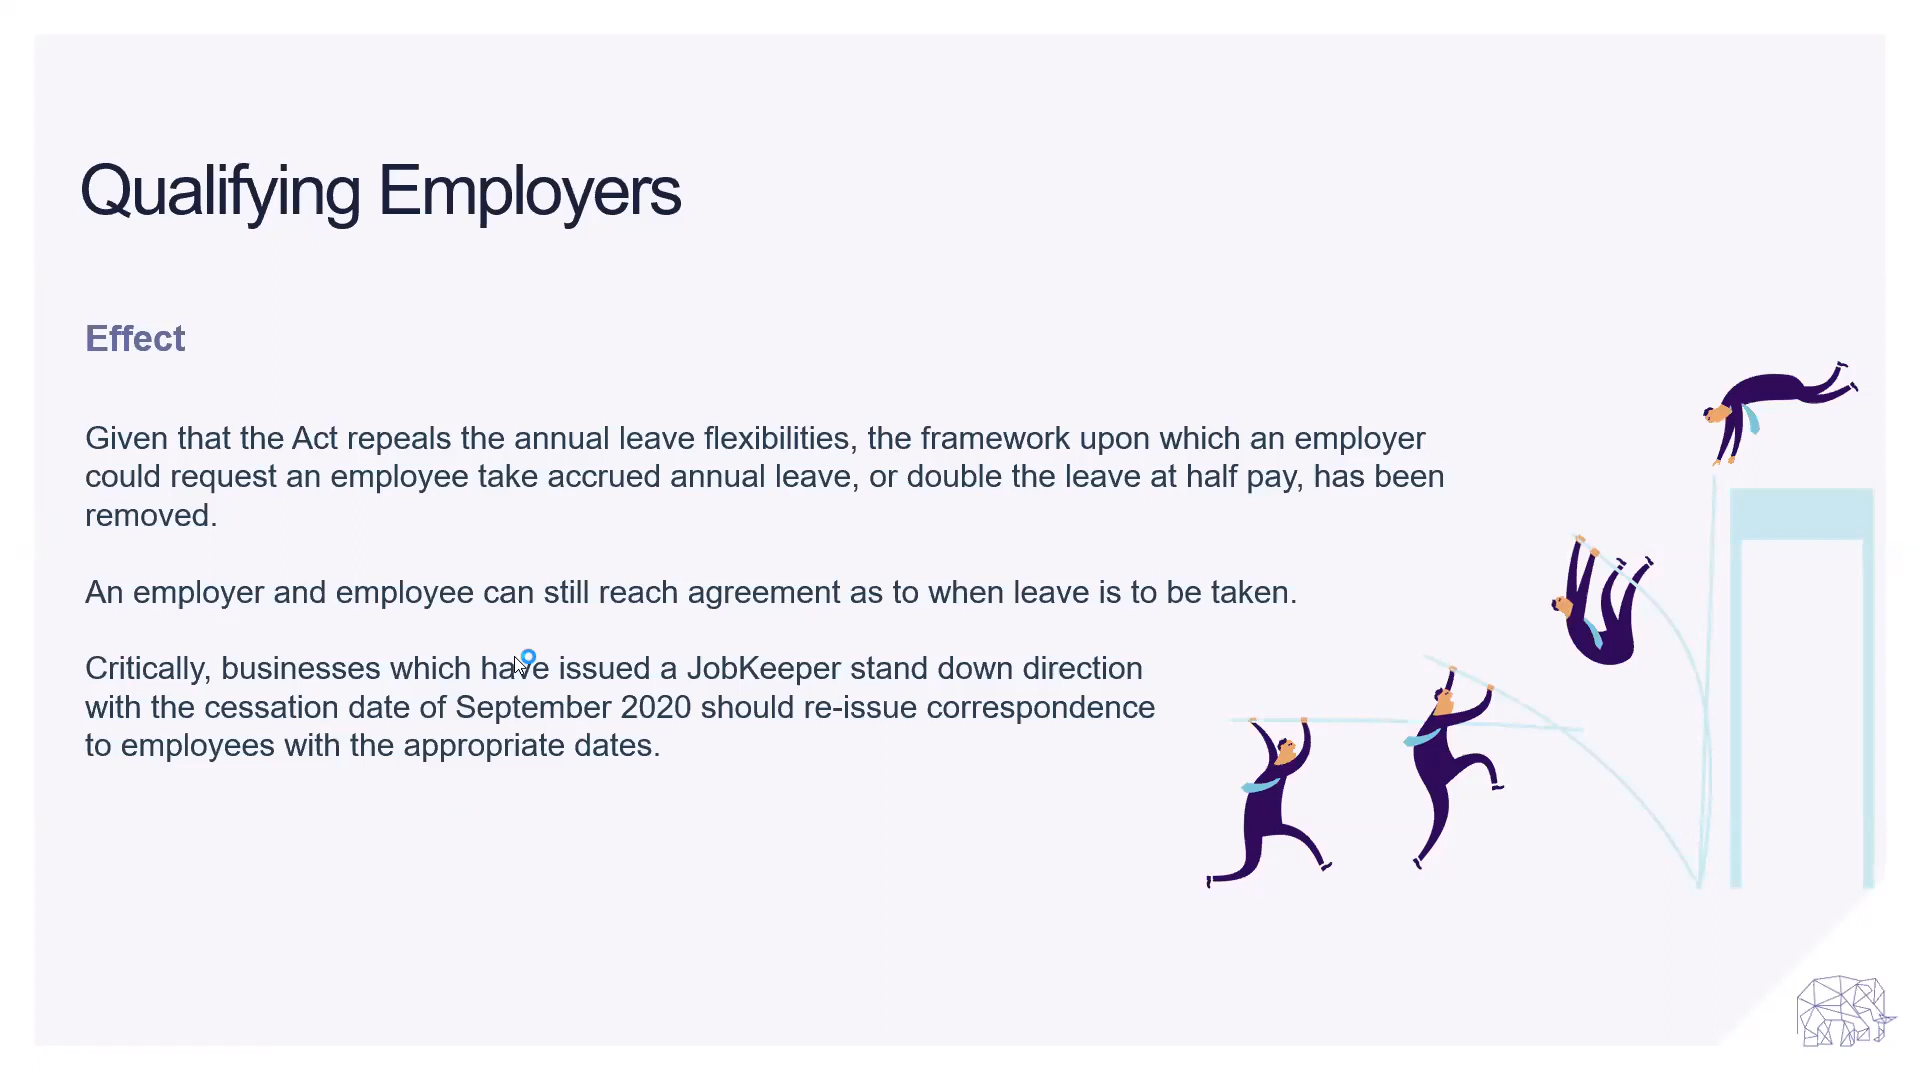 Qualifying Employers
Effect
Given that the Act repeals the annual leave flexibilities, the framework upon which an employer
could request an employee take accrued annual leave, or double the leave at half pay, has been
removed.
An employer and employee can still reach agreement as to when leave is to be taken.
Critically, businesses which have issued a JobKeeper stand down direction
with the cessation date of September 2020 should re-issue correspondence
to employees with the appropriate dates.